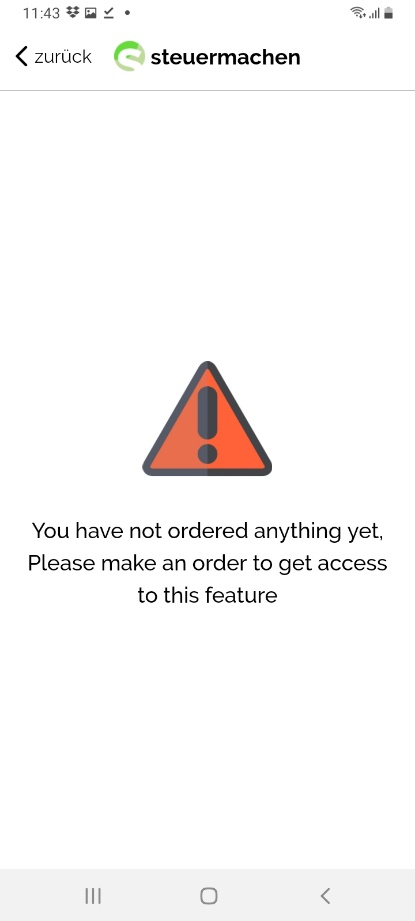 11:43
zurück steuermachen
You have not ordered anything yet,
Please make an order to get access
to this feature